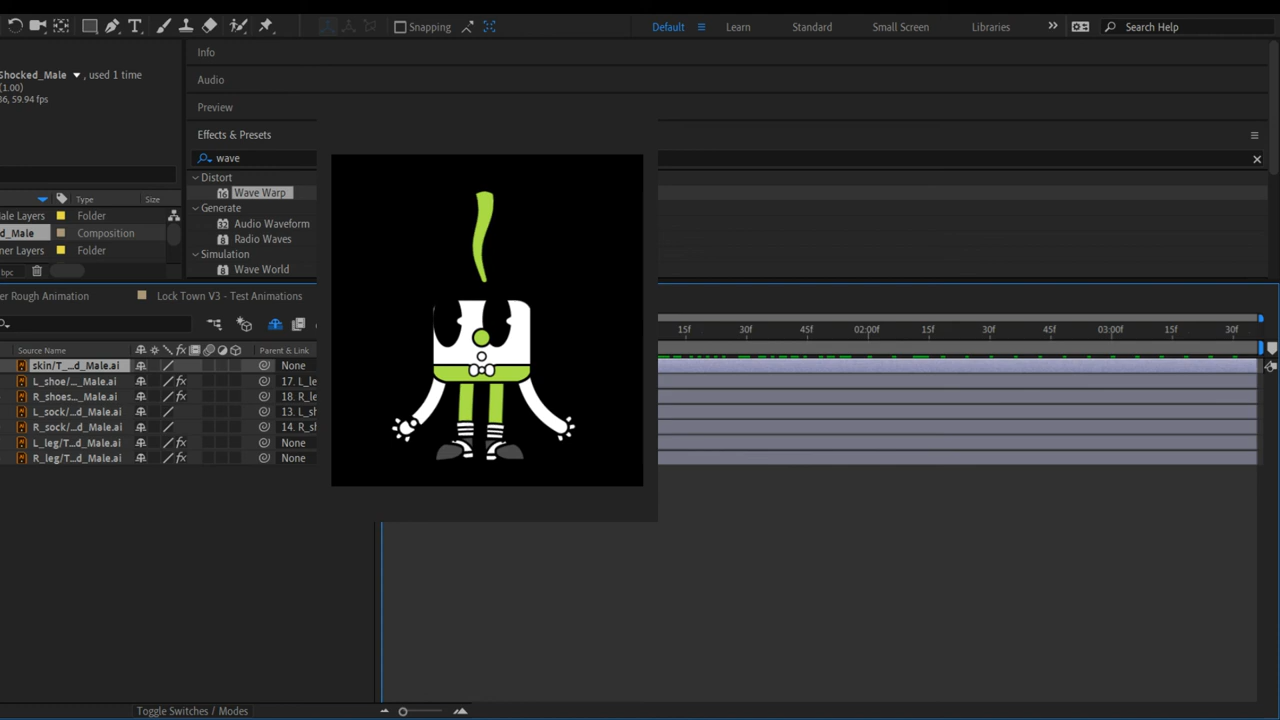 Snapping
Default
Learn
Standard
Small Screen
Libraries
Search Help
Info
Shocked_Male
, used 1 time
Audio
(1.00)
36, 59.94 fps
Preview
Effects & Presets
wave
Distort
Wave Warp
Type
Size
Generate
ale Layers
Folder
Audio Waveform
d_Male
Composition
Radio Waves
ner Layers
Folder
Simulation
bpc
Wave World
er Rough Animation
Lock Town V3 - Test Animations
15f
30f
45f
02:00f
15f
30f
45f
03:00f
15f
30f
Source Name
Parent & Link
skin/T_...d_Male.ai
None
L_shoe/..._Male.ai
17. L_le
R_shoes..._Male.ai
18. R_le
L_sock/...d_Male.ai
13. L_sh
R_sock/...d_Male.ai
14. R_sh
L_leg/T...d_Male.ai
None
R_leg/T...d_Male.ai
None
Toggle Switches / Modes